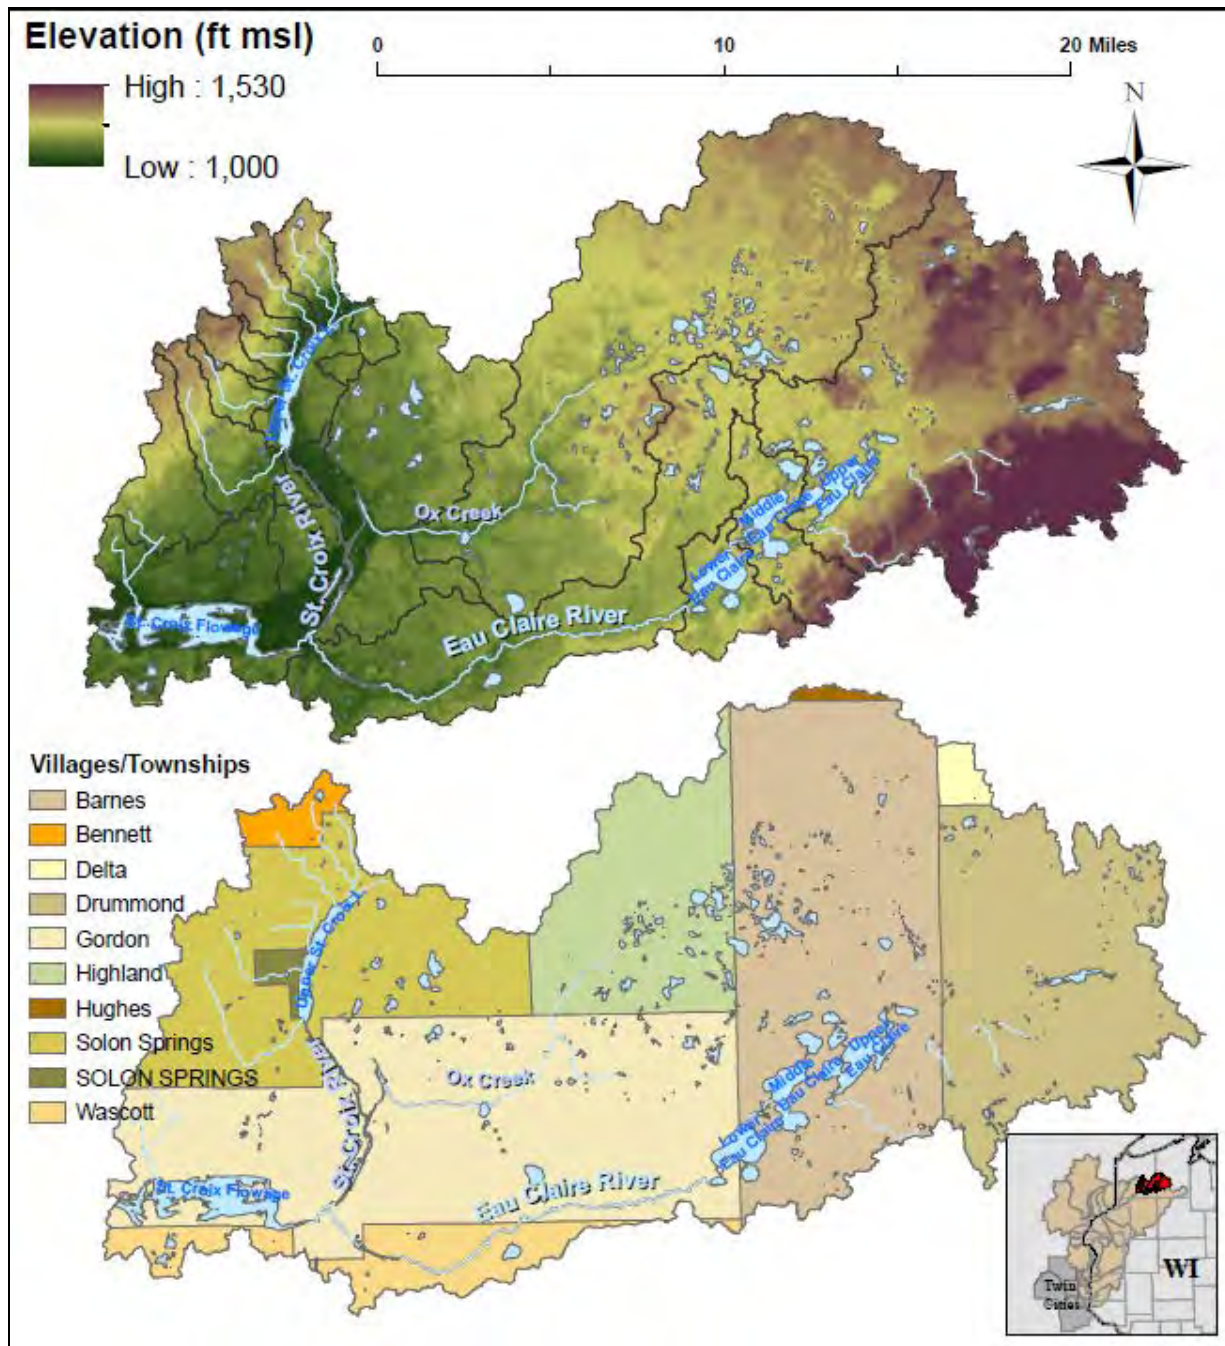 Elevation (ft msl)
High : 1,530
Low : 1,000
0 10 20 Miles
N
Upper St. Croix L
St. Croix River
Ox Creek
Middle
Eau Claire
Upper
Eau Claire
Lower
Eau Claire
Eau Claire River
St. Croix Flowage
Villages/Townships
Barnes
Bennett
Delta
Drummond
Gordon
Highland
Hughes
Solon Springs
SOLON SPRINGS
Wascott
Upper St. Croix L
St. Croix River
Ox Creek
Middle
Eau Claire
Upper
Eau Claire
Lower
Eau Claire
Eau Claire River
St. Croix Flowage
WI
Twin
Cities